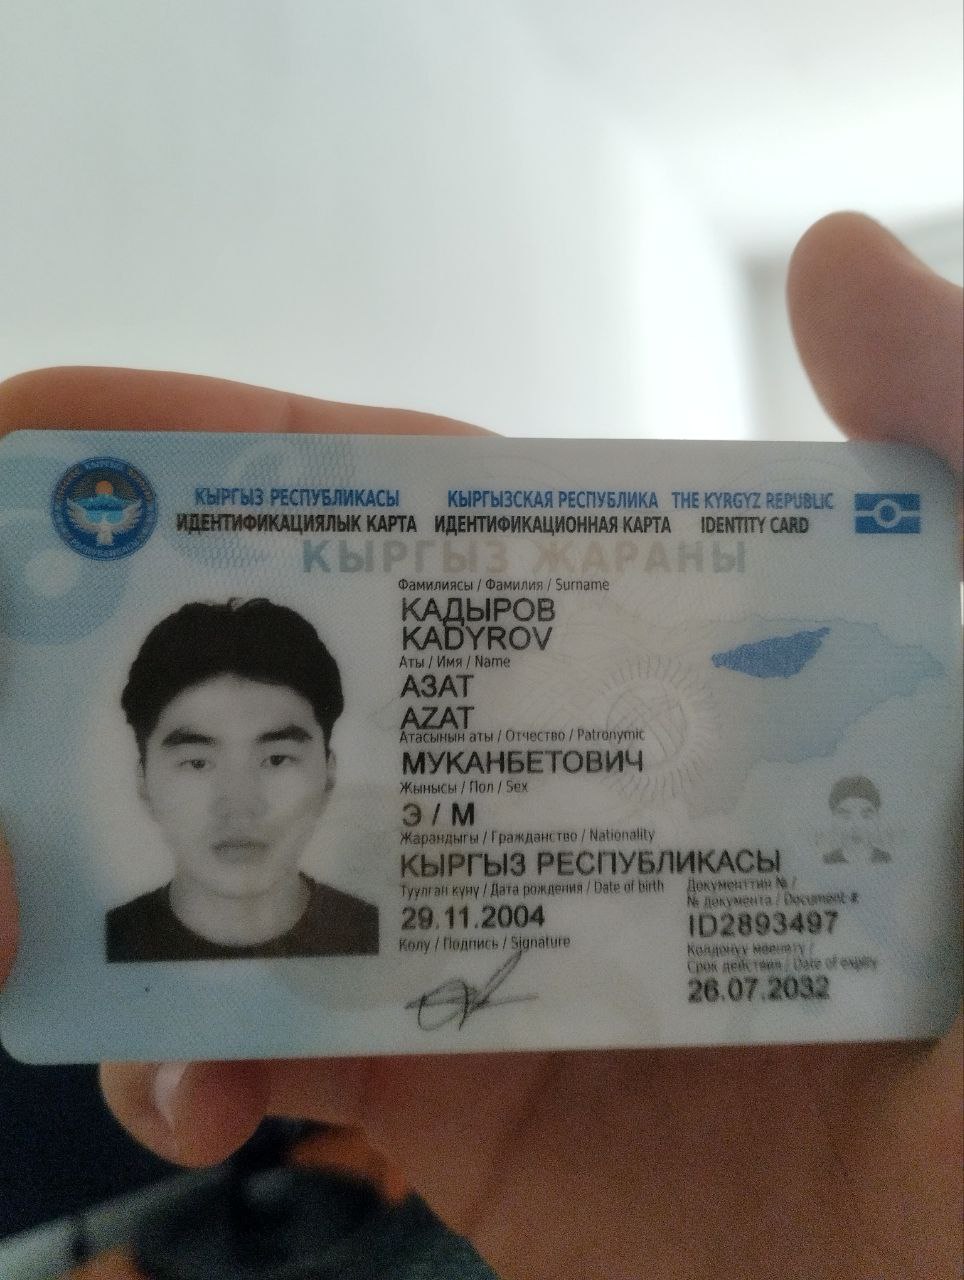 КЫРГЫЗ РЕСПУБЛИКАСЫ КЫРГЫЗСКАЯ РЕСПУБЛИКА THE KYRGYZ REPUBLIC
ИДЕНТИФИКАЦИЯЛЫК КАРТА ИДЕНТИФИКАЦИОННАЯ КАРТА IDENTITY CARD
КЫРГЫЗ ЖАРАНЫ
Фамилиясы / Фамилия / Surname
КАДЫРОВ
KADYROV
Аты / Имя / Name
АЗАТ
AZAT
Атасынын аты / Отчество / Patronymic
МУКАНБЕТОВИЧ
Жынысы / Пол / Sex
Э / М
Жарандыгы / Гражданство / Nationality
КЫРГЫЗ РЕСПУБЛИКАСЫ
Туулган күнү / Дата рождения / Date of birth
29.11.2004
Колу / Подпись / Signature
Документтин № /
№ документа / Document #
ID2893497
Колдонуу мөөнөтү /
Срок действия / Date of expiry
26.07.2032